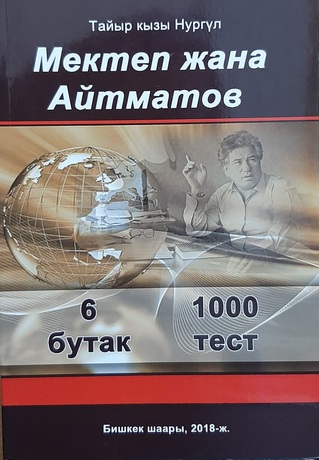 Тайыр кызы Нургүл
Мектеп жана
Айтматов
6 1000
бутак тест
Бишкек шаары, 2018-ж.